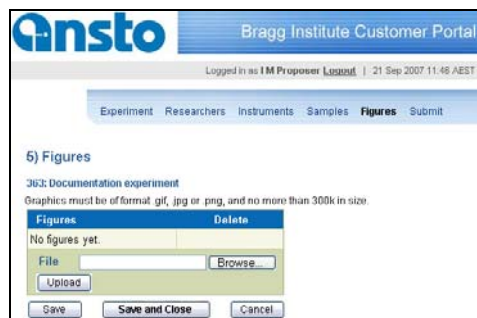 ansto
Bragg Institute Customer Portal
Logged in as I M Proposer Logout | 21 Sep 2007 11:46 AEST
Experiment Researchers Instruments Samples Figures Submit
5) Figures
363: Documentation experiment
Graphics must be of format .gif, .jpg or .png, and no more than 300k in size.
Figures Delete
No figures yet.
File Browse...
Upload
Save Save and Close Cancel